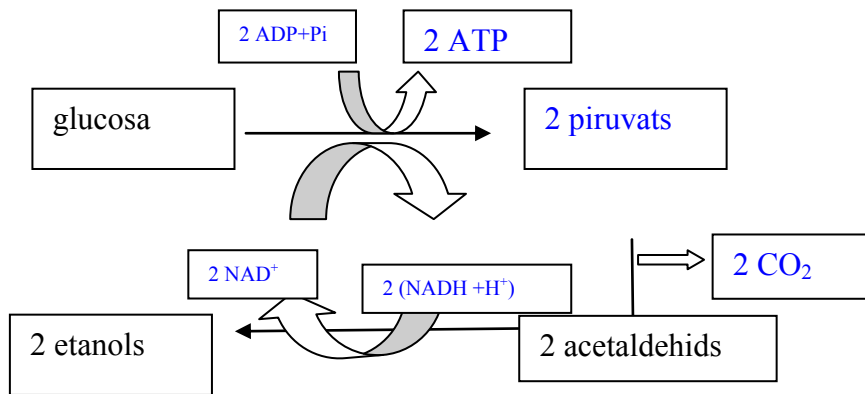 2 ADP+Pi
2 ATP
glucosa
2 piruvats
2 NAD⁺
2 (NADH +H⁺)
2 CO₂
2 etanols
2 acetaldehids